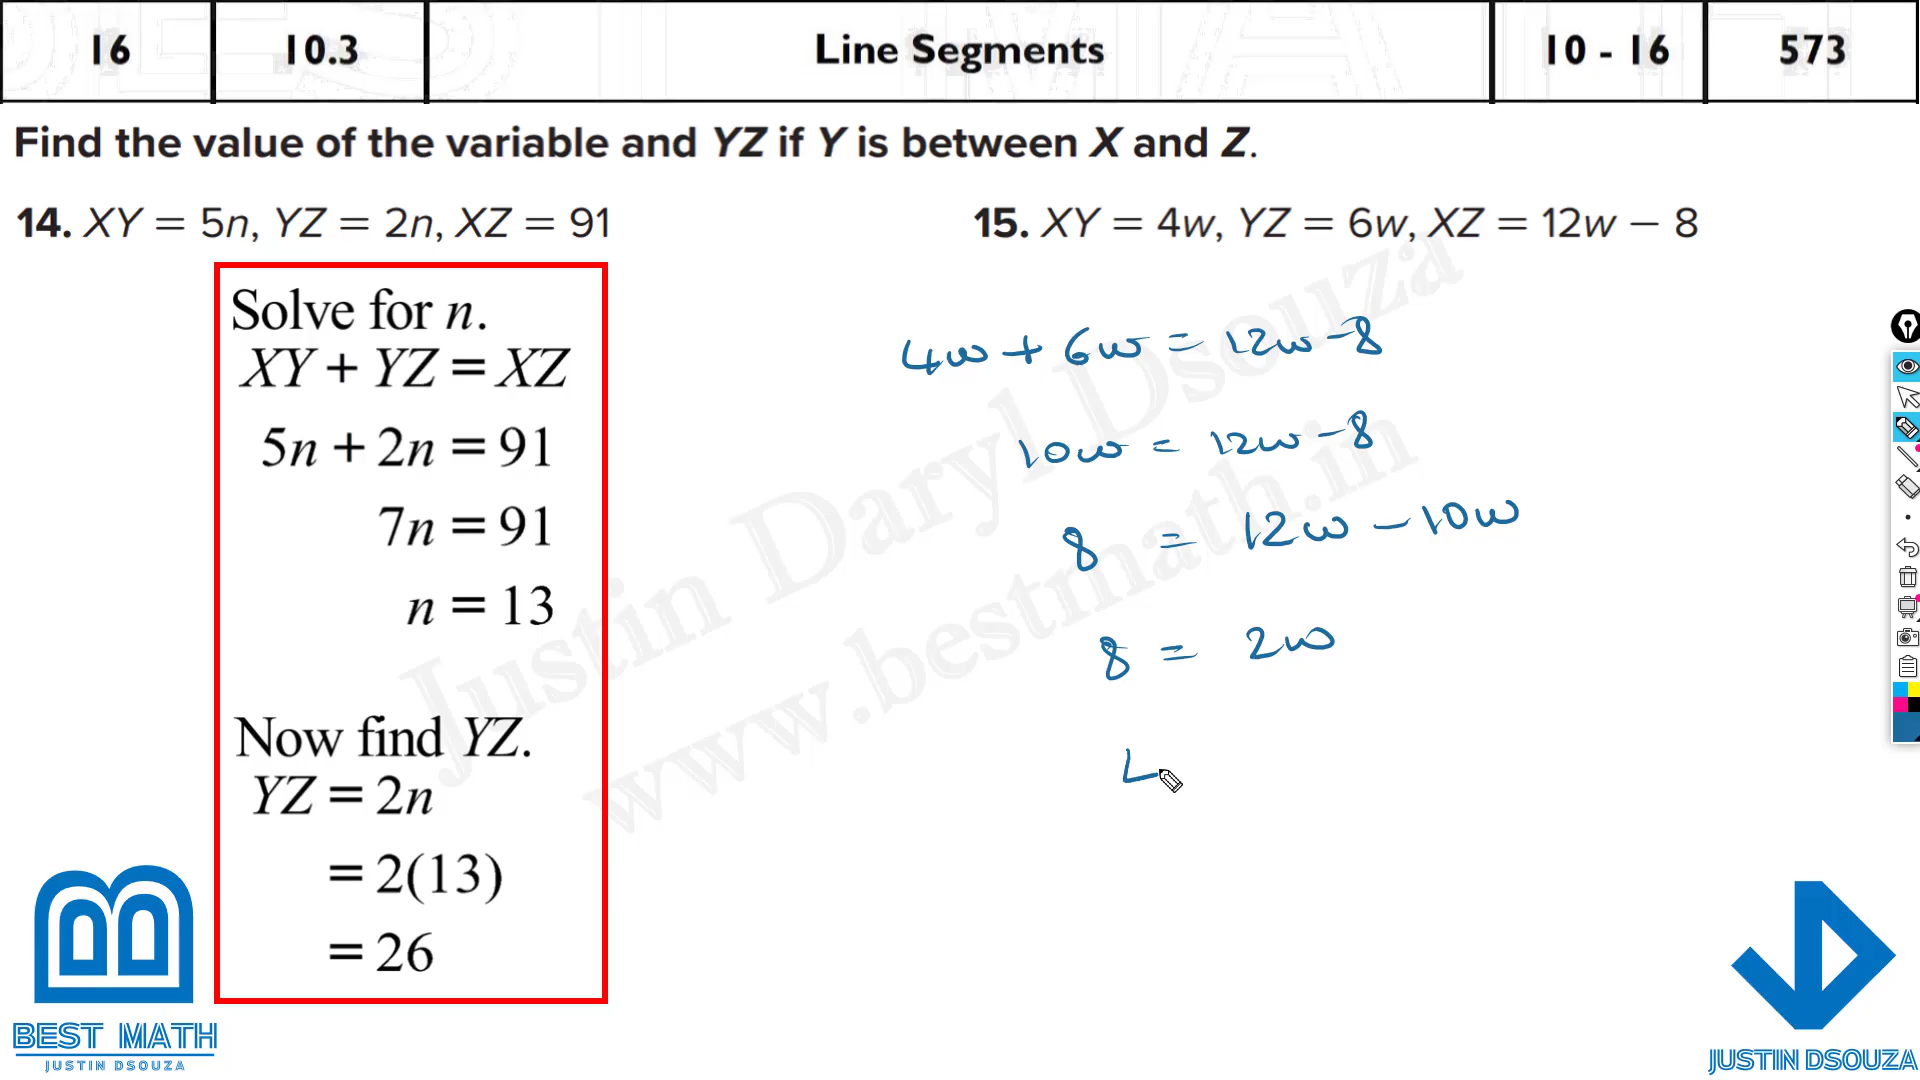 16 10.3 Line Segments 10 - 16 573
Find the value of the variable and YZ if Y is between X and Z.
14. XY = 5n, YZ = 2n, XZ = 91
Solve for n.
XY + YZ = XZ
5n + 2n = 91
7n = 91
n = 13
Now find YZ.
YZ = 2n
= 2(13)
= 26
15. XY = 4w, YZ = 6w, XZ = 12w − 8
4w + 6w = 12w - 8
10w = 12w - 8
8 = 12w - 10w
8 = 2w
Justin Daryl Dsouza
www.bestmath.in
BEST MATH
JUSTIN DSOUZA
JUSTIN DSOUZA